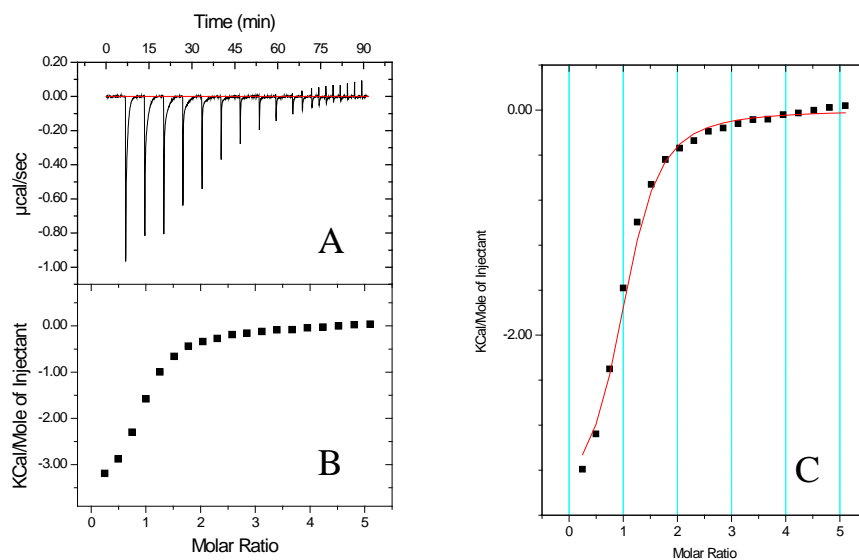 Time (min)
0 15 30 45 60 75 90
0.20
0.00
-0.20
-0.40
-0.60
-0.80
-1.00
µcal/sec
A
0.00
-1.00
-2.00
-3.00
KCal/Mole of Injectant
B
0 1 2 3 4 5
Molar Ratio
0.00
-2.00
KCal/Mole of Injectant
C
0 1 2 3 4 5
Molar Ratio